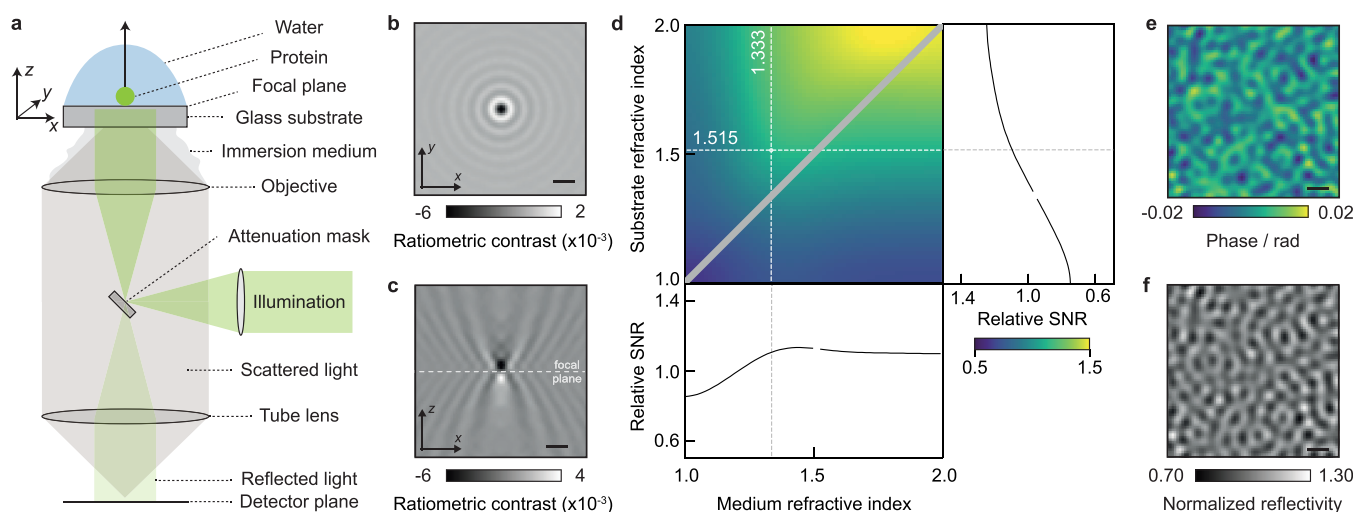 a
Water
Protein
Focal plane
Glass substrate
Immersion medium
Objective
Attenuation mask
Illumination
Scattered light
Tube lens
Reflected light
Detector plane
z
y
x
b
y
x
-6
2
Ratiometric contrast (x10⁻³)
c
focal
plane
z
x
-6
4
Ratiometric contrast (x10⁻³)
d
Substrate refractive index
2.0
1.5
1.0
1.333
1.515
Relative SNR
1.4
1.0
0.6
1.0
1.5
2.0
Medium refractive index
1.4
1.0
0.6
Relative SNR
0.5
1.5
e
-0.02
0.02
Phase / rad
f
0.70
1.30
Normalized reflectivity